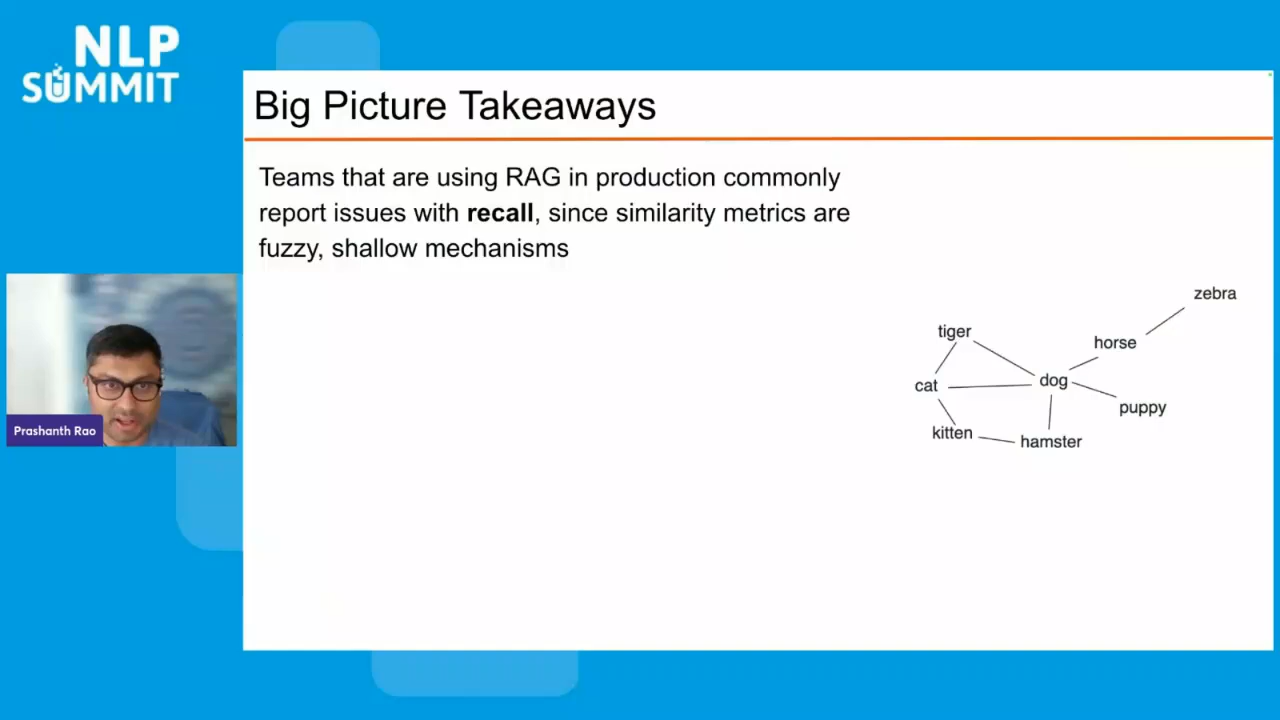 NLP
SUMMIT
Big Picture Takeaways
Teams that are using RAG in production commonly
report issues with recall, since similarity metrics are
fuzzy, shallow mechanisms
zebra
tiger
horse
cat
dog
puppy
kitten
hamster
Prashanth Rao